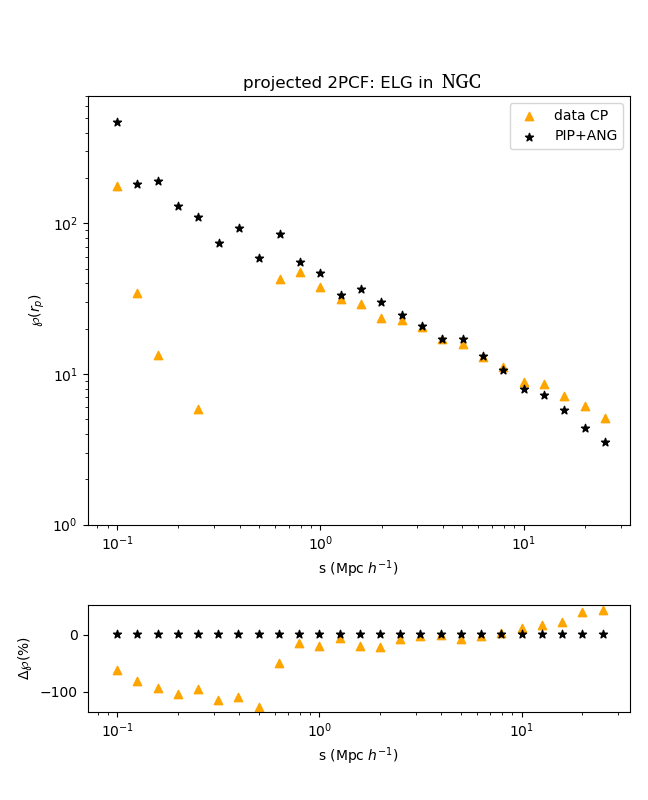 projected 2PCF: ELG in NGC
data CP
PIP+ANG
10²
10¹
10⁰
℘(rₚ)
10⁻¹ 10⁰ 10¹
s (Mpc h⁻¹)
0
−100
Δ℘(%)
10⁻¹ 10⁰ 10¹
s (Mpc h⁻¹)